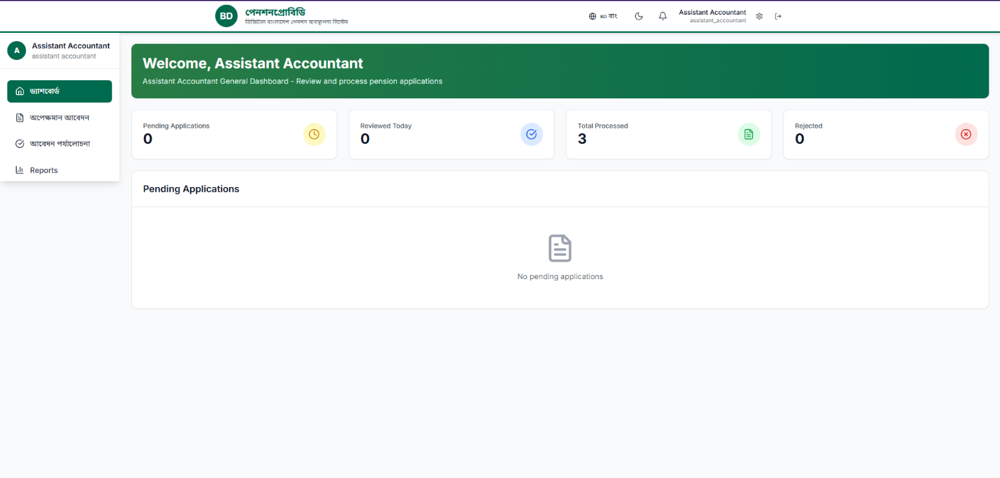 BD
পেনশনপ্রোবিডি
ডিজিটাল বাংলাদেশ পেনশন ব্যবস্থাপনা সিস্টেম
BD বাং
Assistant Accountant
assistant_accountant
A
Assistant Accountant
assistant accountant
ড্যাশবোর্ড
অপেক্ষমান আবেদন
আবেদন পর্যালোচনা
Reports
Welcome, Assistant Accountant
Assistant Accountant General Dashboard - Review and process pension applications
Pending Applications
0
Reviewed Today
0
Total Processed
3
Rejected
0
Pending Applications
No pending applications